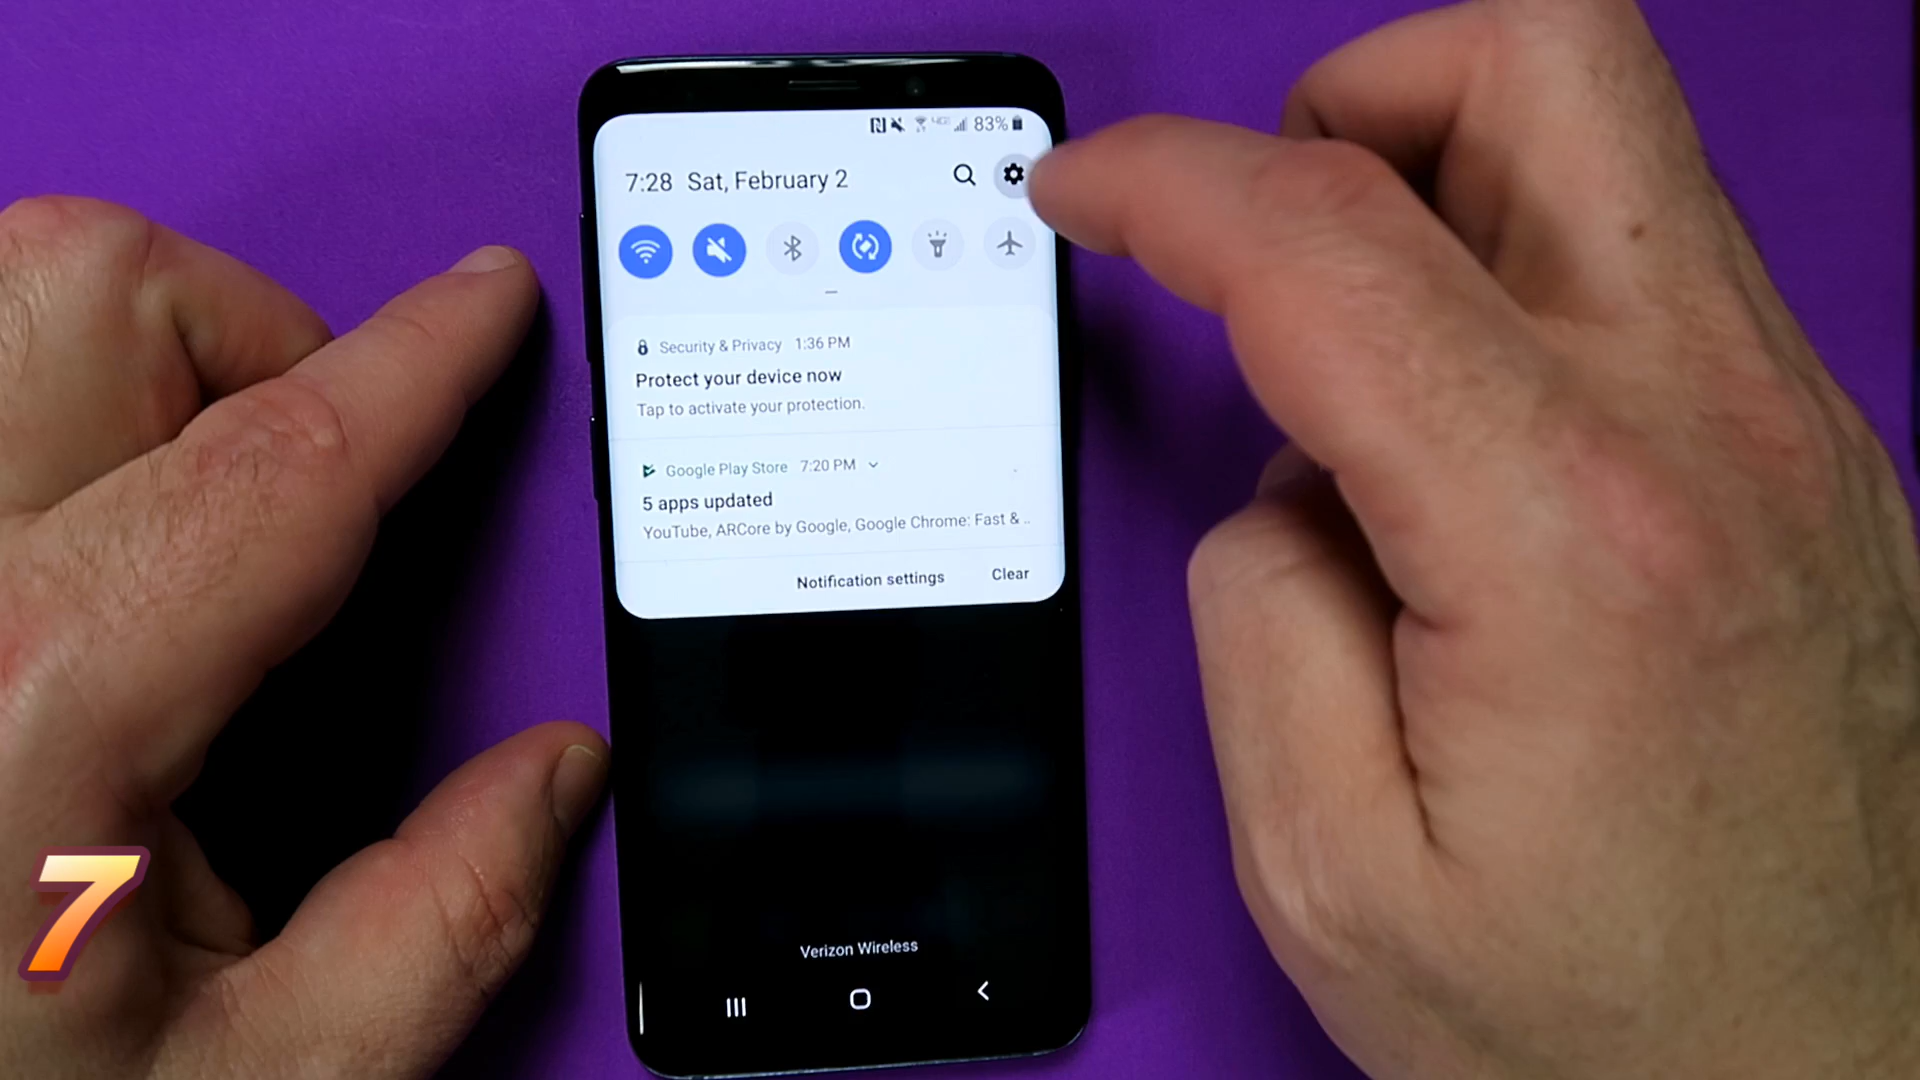 83%
7:28 Sat, February 2
Security & Privacy 1:36 PM
Protect your device now
Tap to activate your protection.
Google Play Store 7:20 PM
5 apps updated
YouTube, ARCore by Google, Google Chrome: Fast & ..
Notification settings Clear
Verizon Wireless
7